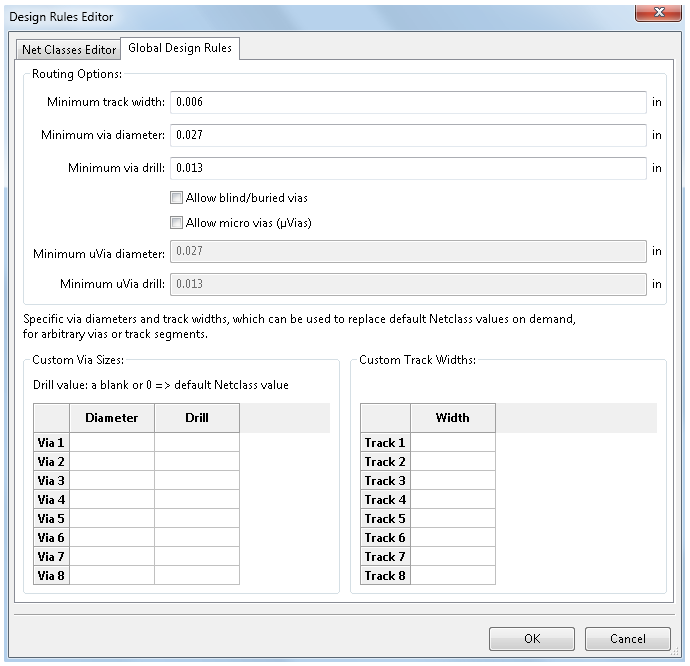 Design Rules Editor
Net Classes Editor
Global Design Rules
Routing Options:
Minimum track width: 0.006 in
Minimum via diameter: 0.027 in
Minimum via drill: 0.013 in
Allow blind/buried vias
Allow micro vias (µVias)
Minimum uVia diameter: 0.027 in
Minimum uVia drill: 0.013 in
Specific via diameters and track widths, which can be used to replace default Netclass values on demand,
for arbitrary vias or track segments.
Custom Via Sizes:
Drill value: a blank or 0 => default Netclass value
Diameter Drill
Via 1
Via 2
Via 3
Via 4
Via 5
Via 6
Via 7
Via 8
Custom Track Widths:
Width
Track 1
Track 2
Track 3
Track 4
Track 5
Track 6
Track 7
Track 8
OK
Cancel